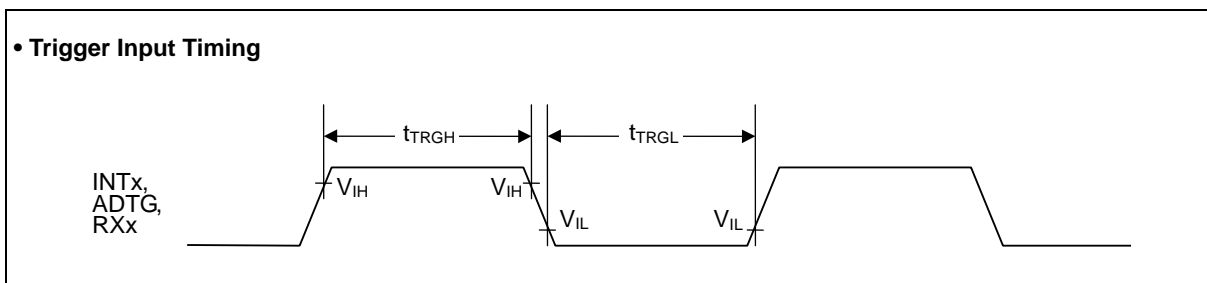 • Trigger Input Timing
tTRGH
tTRGL
INTx,
ADTG,
RXx
VIH
VIH
VIL
VIL